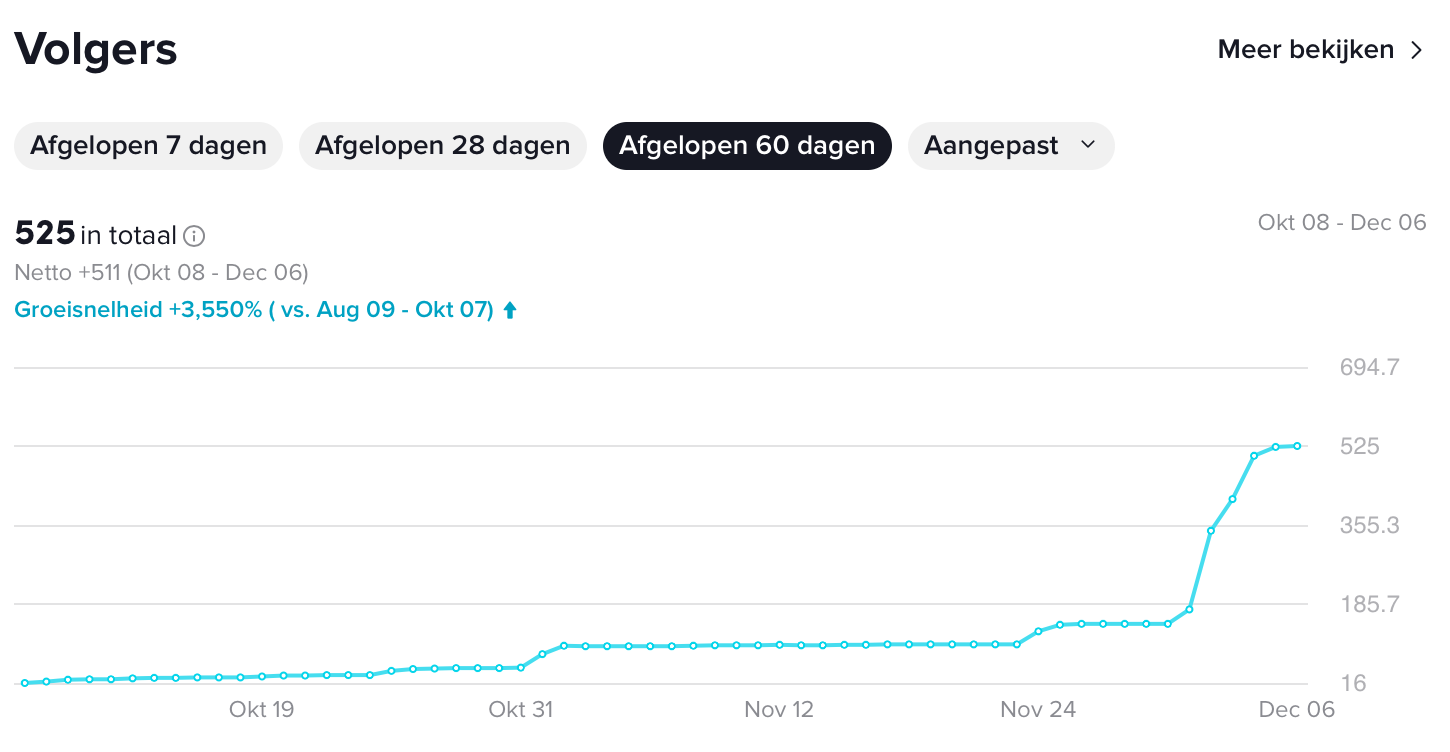 Volgers
Meer bekijken
Afgelopen 7 dagen
Afgelopen 28 dagen
Afgelopen 60 dagen
Aangepast
525 in totaal
Okt 08 - Dec 06
Netto +511 (Okt 08 - Dec 06)
Groeisnelheid +3,550% ( vs. Aug 09 - Okt 07)
694.7
525
355.3
185.7
16
Okt 19
Okt 31
Nov 12
Nov 24
Dec 06